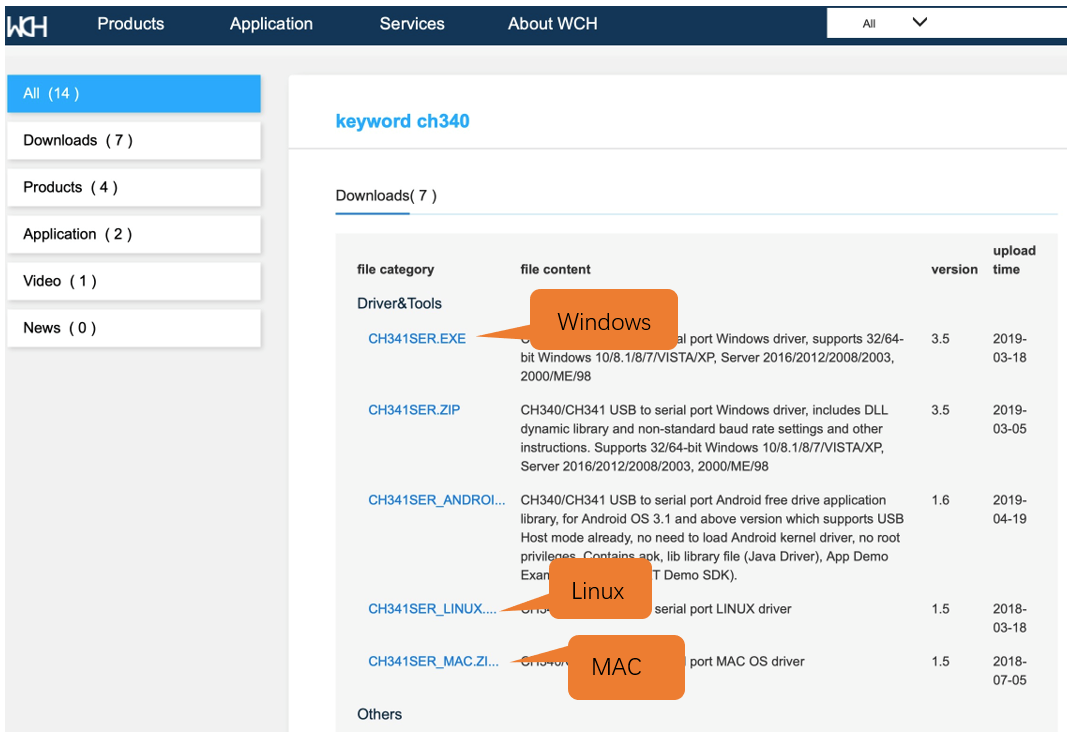 WCH Products Application Services About WCH All
All (14)
Downloads (7)
Products (4)
Application (2)
Video (1)
News (0)
keyword ch340
Downloads( 7 )
file category file content version upload time
Driver&Tools
Windows
CH341SER.EXE al port Windows driver, supports 32/64- 3.5 2019-
bit Windows 10/8.1/8/7/VISTA/XP, Server 2016/2012/2008/2003, 03-18
2000/ME/98
CH341SER.ZIP CH340/CH341 USB to serial port Windows driver, includes DLL 3.5 2019-
dynamic library and non-standard baud rate settings and other 03-05
instructions. Supports 32/64-bit Windows 10/8.1/8/7/VISTA/XP,
Server 2016/2012/2008/2003, 2000/ME/98
CH341SER_ANDROI... CH340/CH341 USB to serial port Android free drive application 1.6 2019-
library, for Android OS 3.1 and above version which supports USB 04-19
Host mode already, no need to load Android kernel driver, no root
privileges. Contains apk, lib library file (Java Driver), App Demo
Exam T Demo SDK).
Linux
CH341SER_LINUX.... serial port LINUX driver 1.5 2018-
03-18
CH341SER_MAC.ZI... port MAC OS driver 1.5 2018-
MAC
07-05
Others